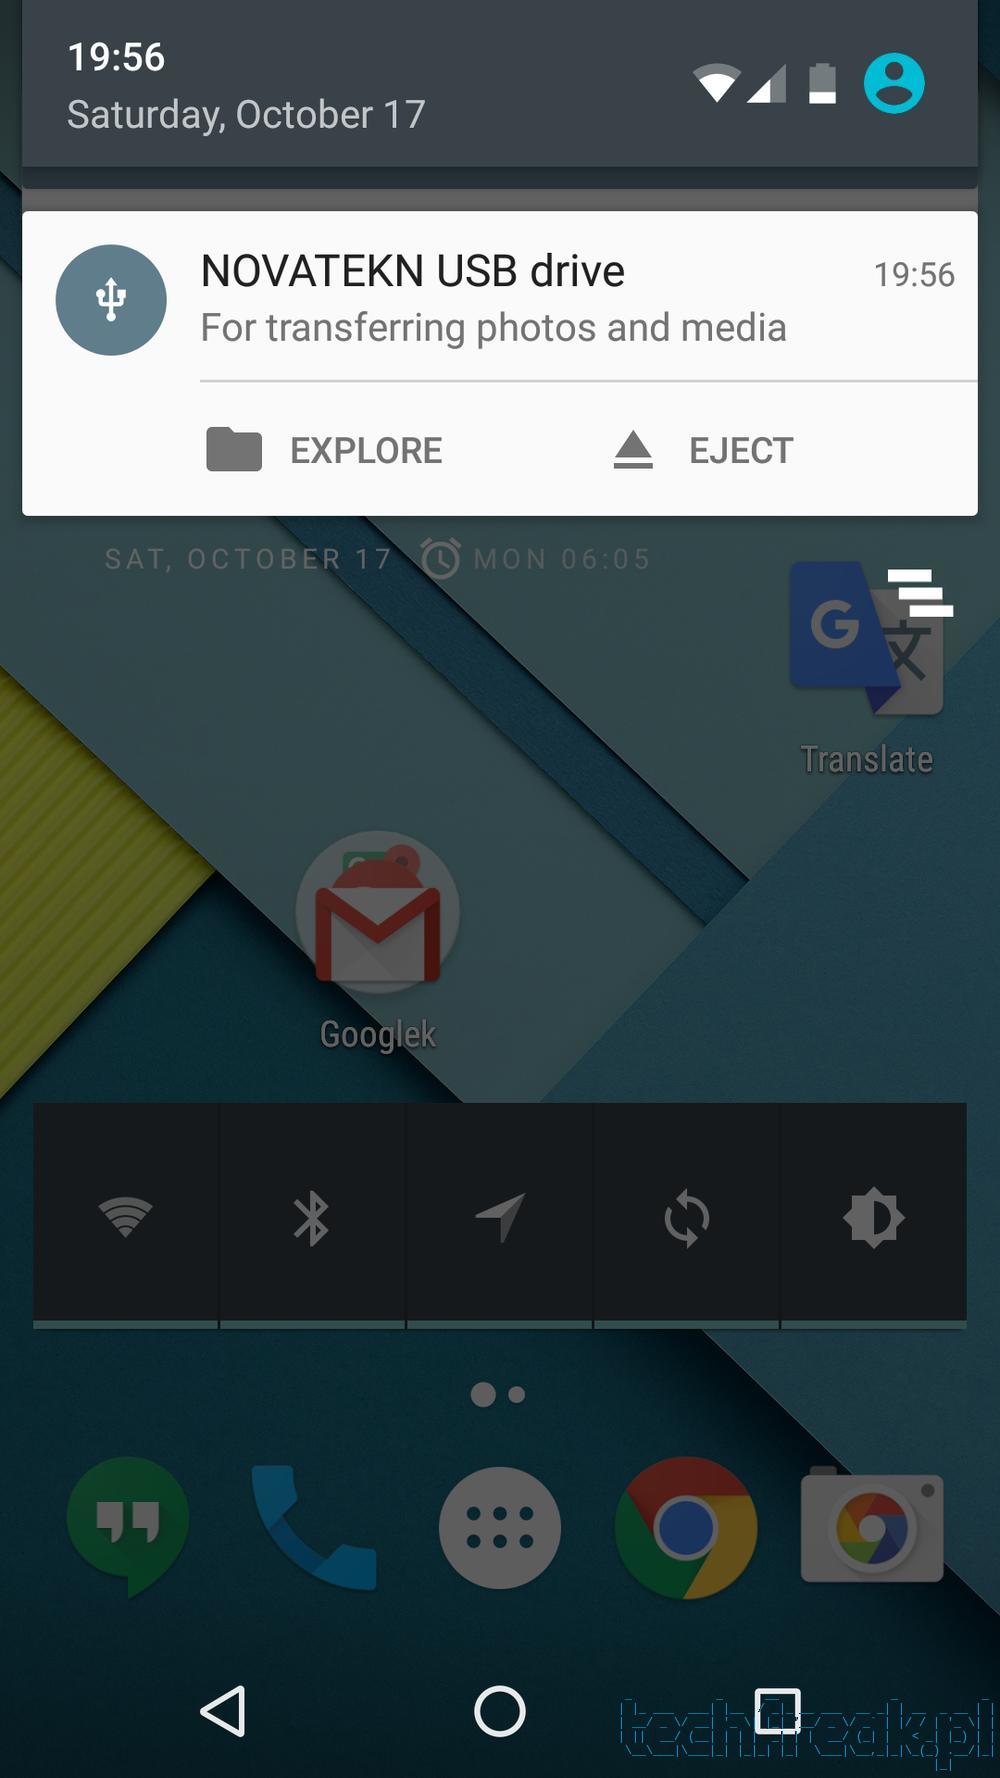 19:56
Saturday, October 17
NOVATEKN USB drive
19:56
For transferring photos and media
EXPLORE
EJECT
SAT, OCTOBER 17
MON 06:05
G
文
Translate
Googlek
techfreak.pl